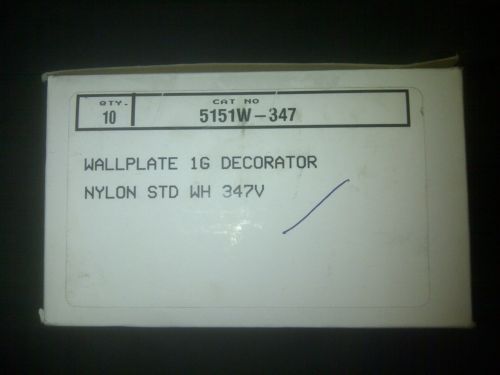 QTY. CAT NO
10 5151W-347
WALLPLATE 1G DECORATOR
NYLON STD WH 347V